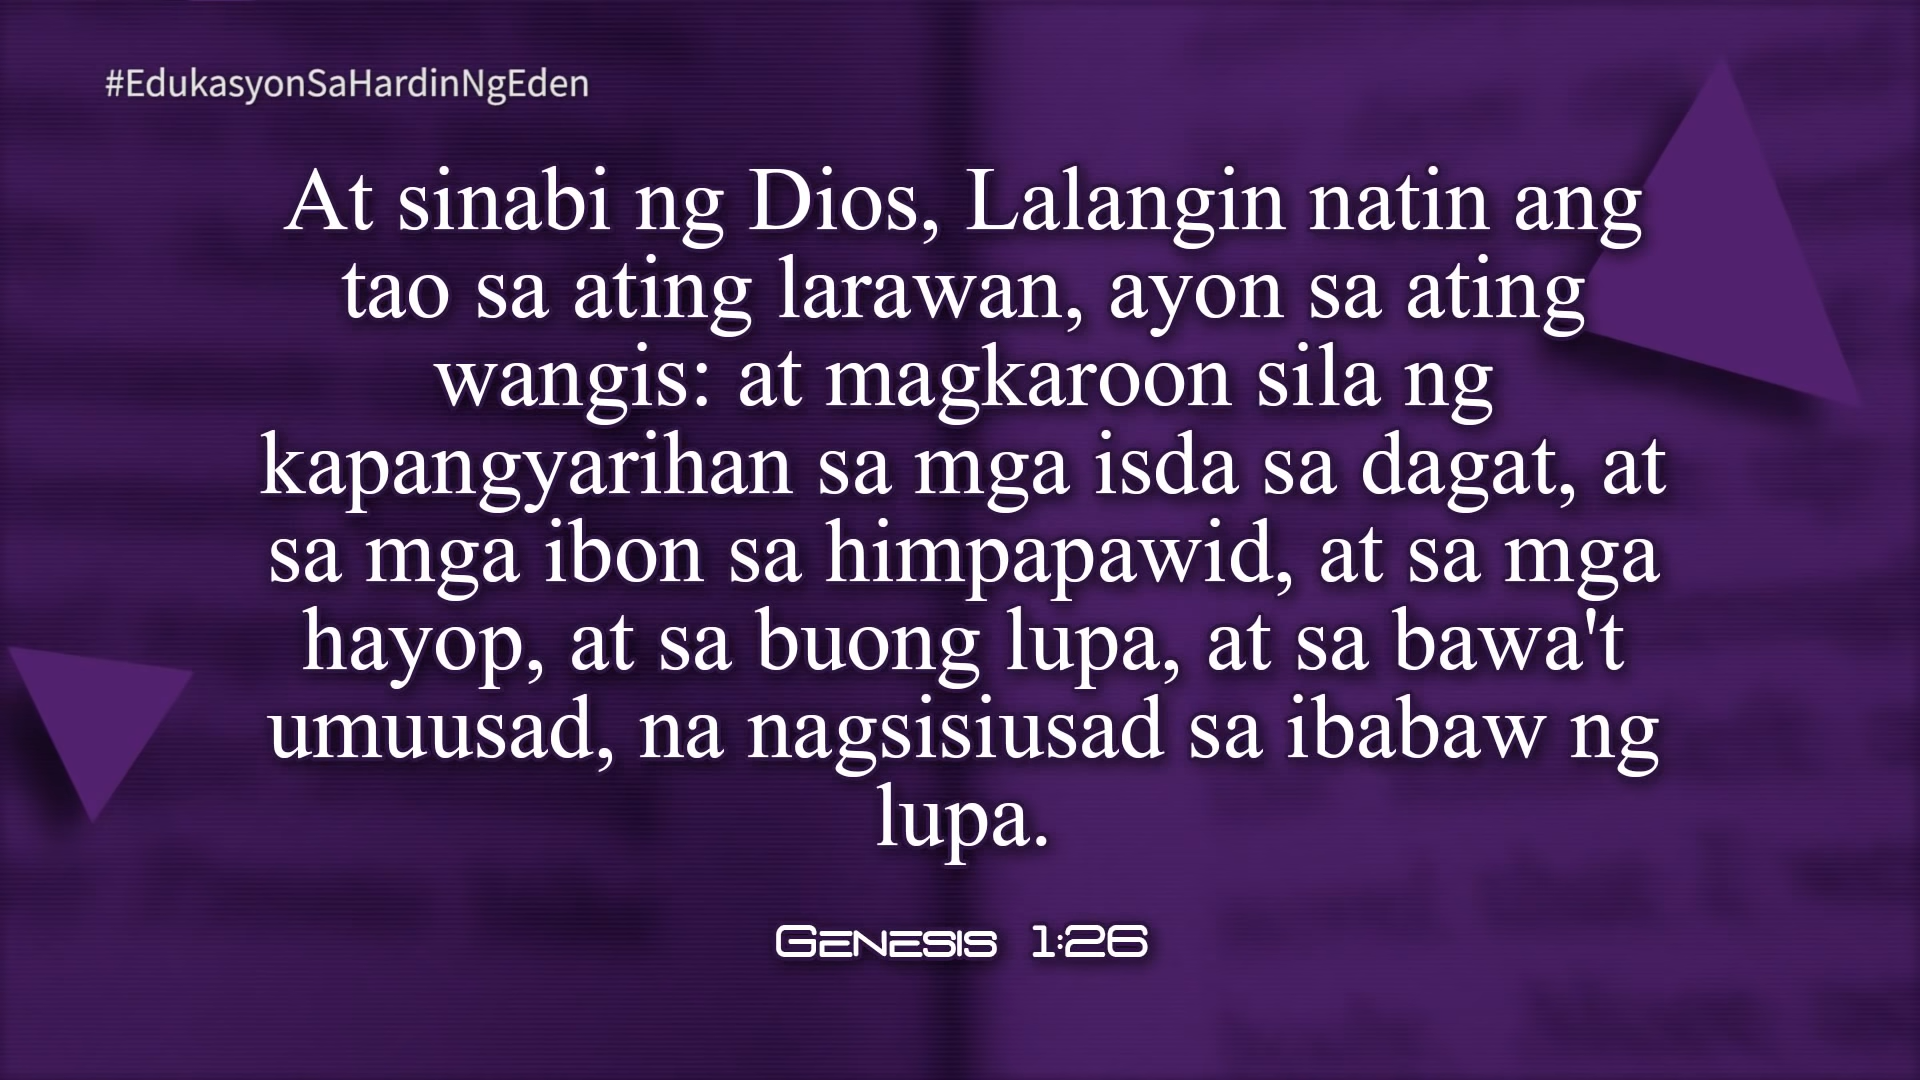 #EdukasyonSaHardinNgEden
At sinabi ng Dios, Lalangin natin ang
tao sa ating larawan, ayon sa ating
wangis: at magkaroon sila ng
kapangyarihan sa mga isda sa dagat, at
sa mga ibon sa himpapawid, at sa mga
hayop, at sa buong lupa, at sa bawa't
umuusad, na nagsisiusad sa ibabaw ng
lupa.
Genesis 1:26